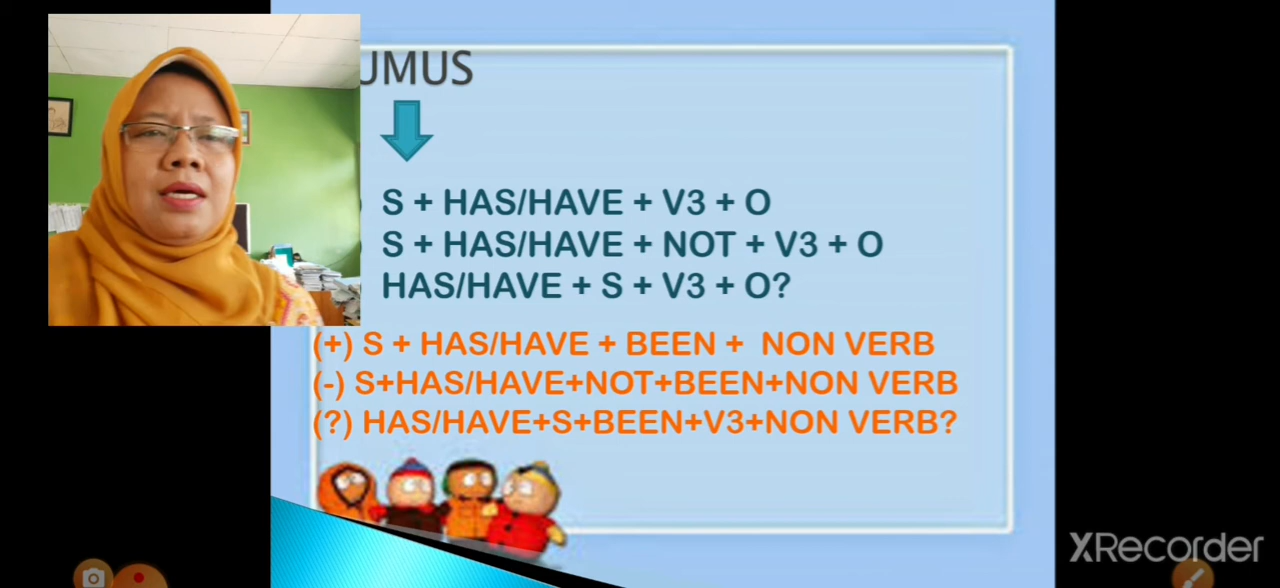 UMUS
S + HAS/HAVE + V3 + O
S + HAS/HAVE + NOT + V3 + O
HAS/HAVE + S + V3 + O?
(+) S + HAS/HAVE + BEEN + NON VERB
(-) S+HAS/HAVE+NOT+BEEN+NON VERB
(?) HAS/HAVE+S+BEEN+V3+NON VERB?
XRecorder